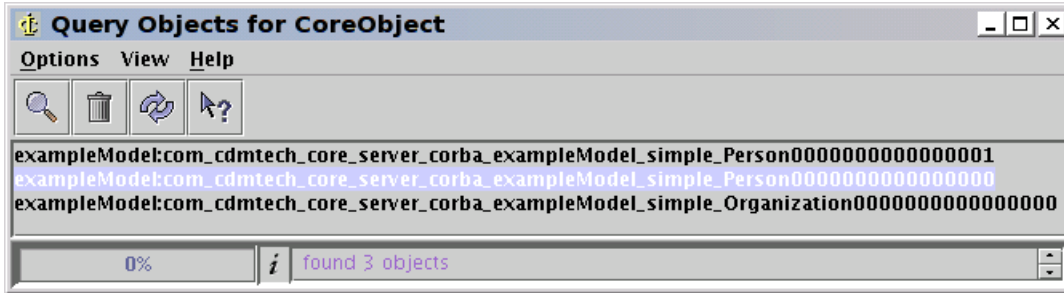 Query Objects for CoreObject
Options View Help
exampleModel:com_cdmtech_core_server_corba_exampleModel_simple_Person0000000000000001
exampleModel:com_cdmtech_core_server_corba_exampleModel_simple_Person0000000000000000
exampleModel:com_cdmtech_core_server_corba_exampleModel_simple_Organization0000000000000000
0% i found 3 objects